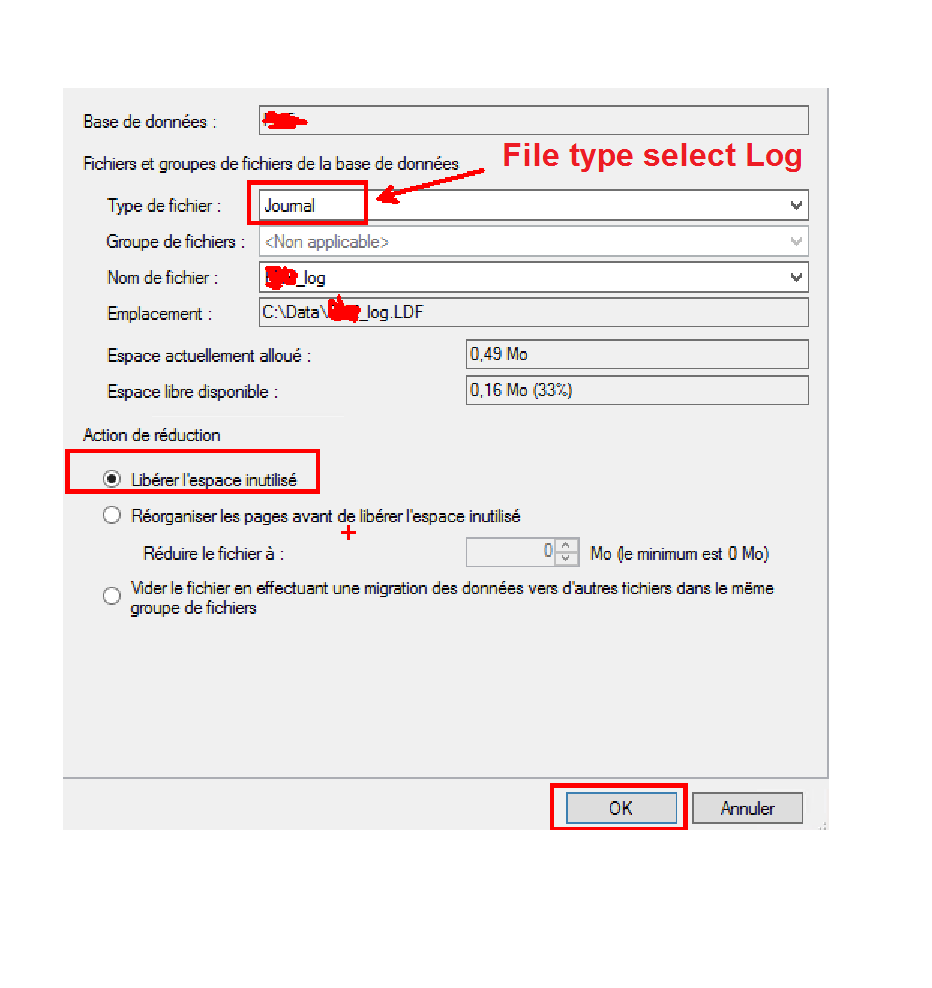 Base de données :
File type select Log
Fichiers et groupes de fichiers de la base de données
Type de fichier : Journal
Groupe de fichiers : <Non applicable>
Nom de fichier : _log
Emplacement : C:\Data\ _log.LDF
Espace actuellement alloué : 0,49 Mo
Espace libre disponible : 0,16 Mo (33%)
Action de réduction
Libérer l'espace inutilisé
Réorganiser les pages avant de libérer l'espace inutilisé
Réduire le fichier à : 0 Mo (le minimum est 0 Mo)
Vider le fichier en effectuant une migration des données vers d'autres fichiers dans le même
groupe de fichiers
OK Annuler